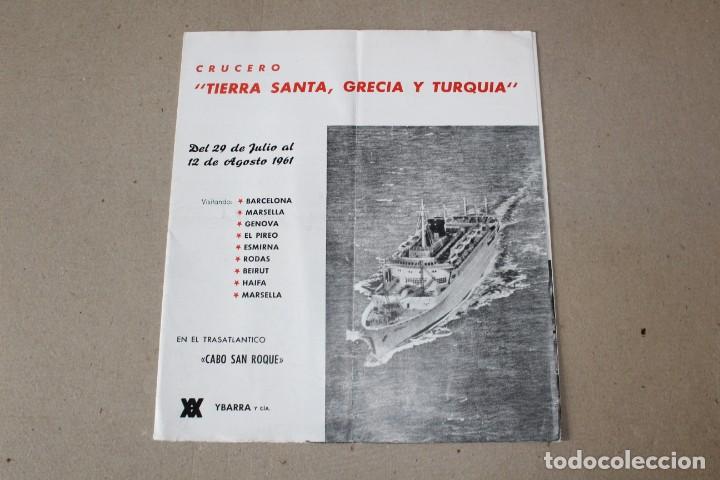 CRUCERO
"TIERRA SANTA, GRECIA Y TURQUIA"
Del 29 de Julio al
12 de Agosto 1961
Visitando: * BARCELONA
* MARSELLA
* GENOVA
* EL PIREO
* ESMIRNA
* RODAS
* BEIRUT
* HAIFA
* MARSELLA
EN EL TRASATLANTICO
«CABO SAN ROQUE»
YBARRA Y CÍA.
todocoleccion